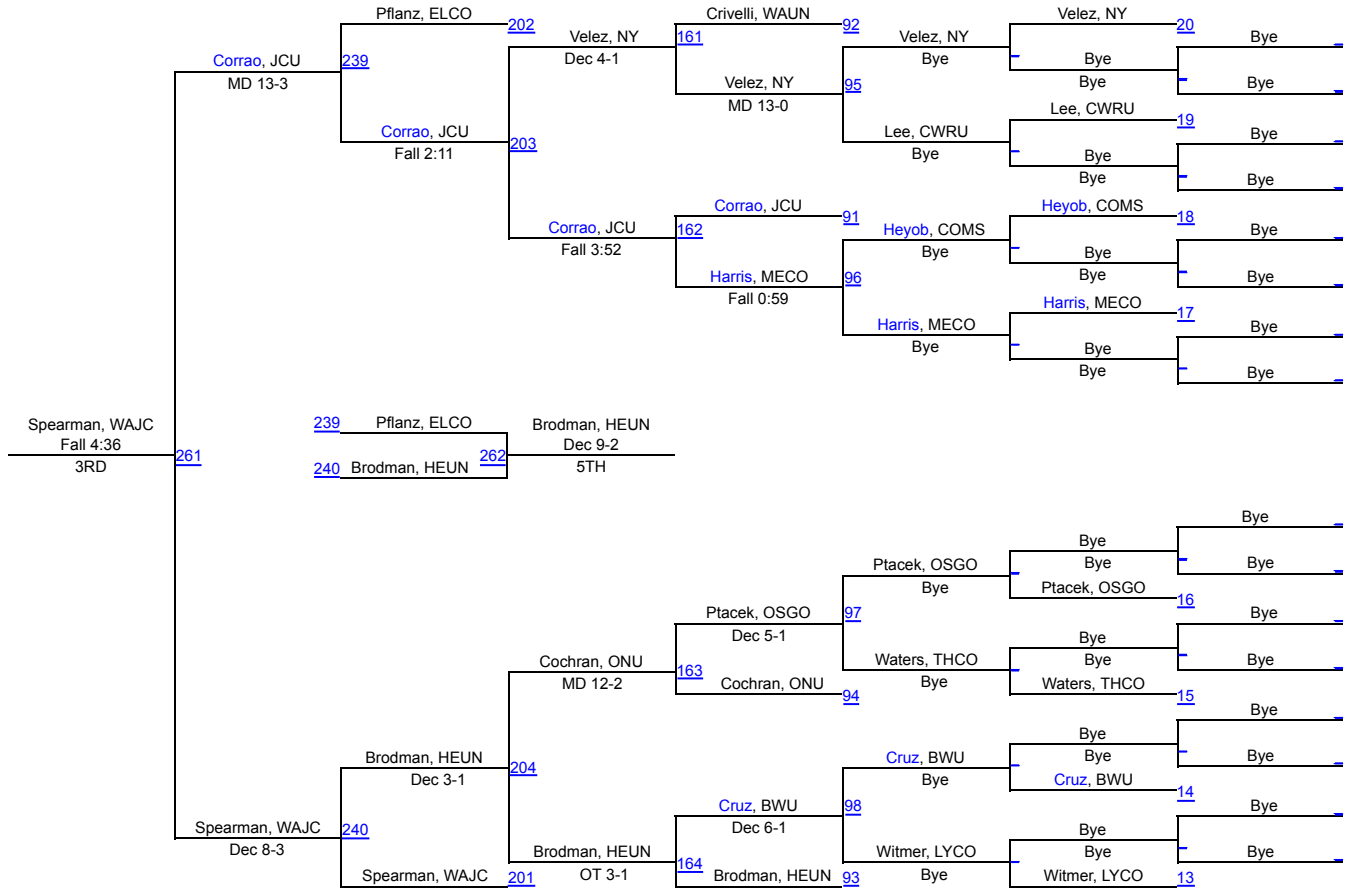 Pflanz, ELCO
202
Crivelli, WAUN
92
Velez, NY
20
Velez, NY
Dec 4-1
161
Velez, NY
Bye
Bye
Bye
Bye
Corrao, JCU
MD 13-3
239
Velez, NY
MD 13-0
95
Bye
Lee, CWRU
19
Corrao, JCU
Fall 2:11
203
Lee, CWRU
Bye
Bye
Bye
Bye
Bye
Corrao, JCU
91
Heyob, COMS
18
Corrao, JCU
Fall 3:52
162
Heyob, COMS
Bye
Bye
Bye
Bye
Harris, MECO
Fall 0:59
96
Bye
Harris, MECO
17
Harris, MECO
Bye
Bye
Bye
Bye
Bye
Spearman, WAJC
Fall 4:36
3RD
261
239
Pflanz, ELCO
240
Brodman, HEUN
262
Brodman, HEUN
Dec 9-2
5TH
Bye
Bye
Bye
Bye
Ptacek, OSGO
Bye
Ptacek, OSGO
16
Ptacek, OSGO
Dec 5-1
97
Bye
Bye
Bye
Bye
Cochran, ONU
MD 12-2
163
Waters, THCO
Bye
Cochran, ONU
94
Waters, THCO
15
Bye
Bye
Bye
Bye
Brodman, HEUN
Dec 3-1
204
Cruz, BWU
Bye
Cruz, BWU
14
Cruz, BWU
Dec 6-1
98
Bye
Spearman, WAJC
Dec 8-3
240
Bye
Bye
Bye
Brodman, HEUN
OT 3-1
164
Witmer, LYCO
Bye
Spearman, WAJC
201
Brodman, HEUN
93
Witmer, LYCO
13